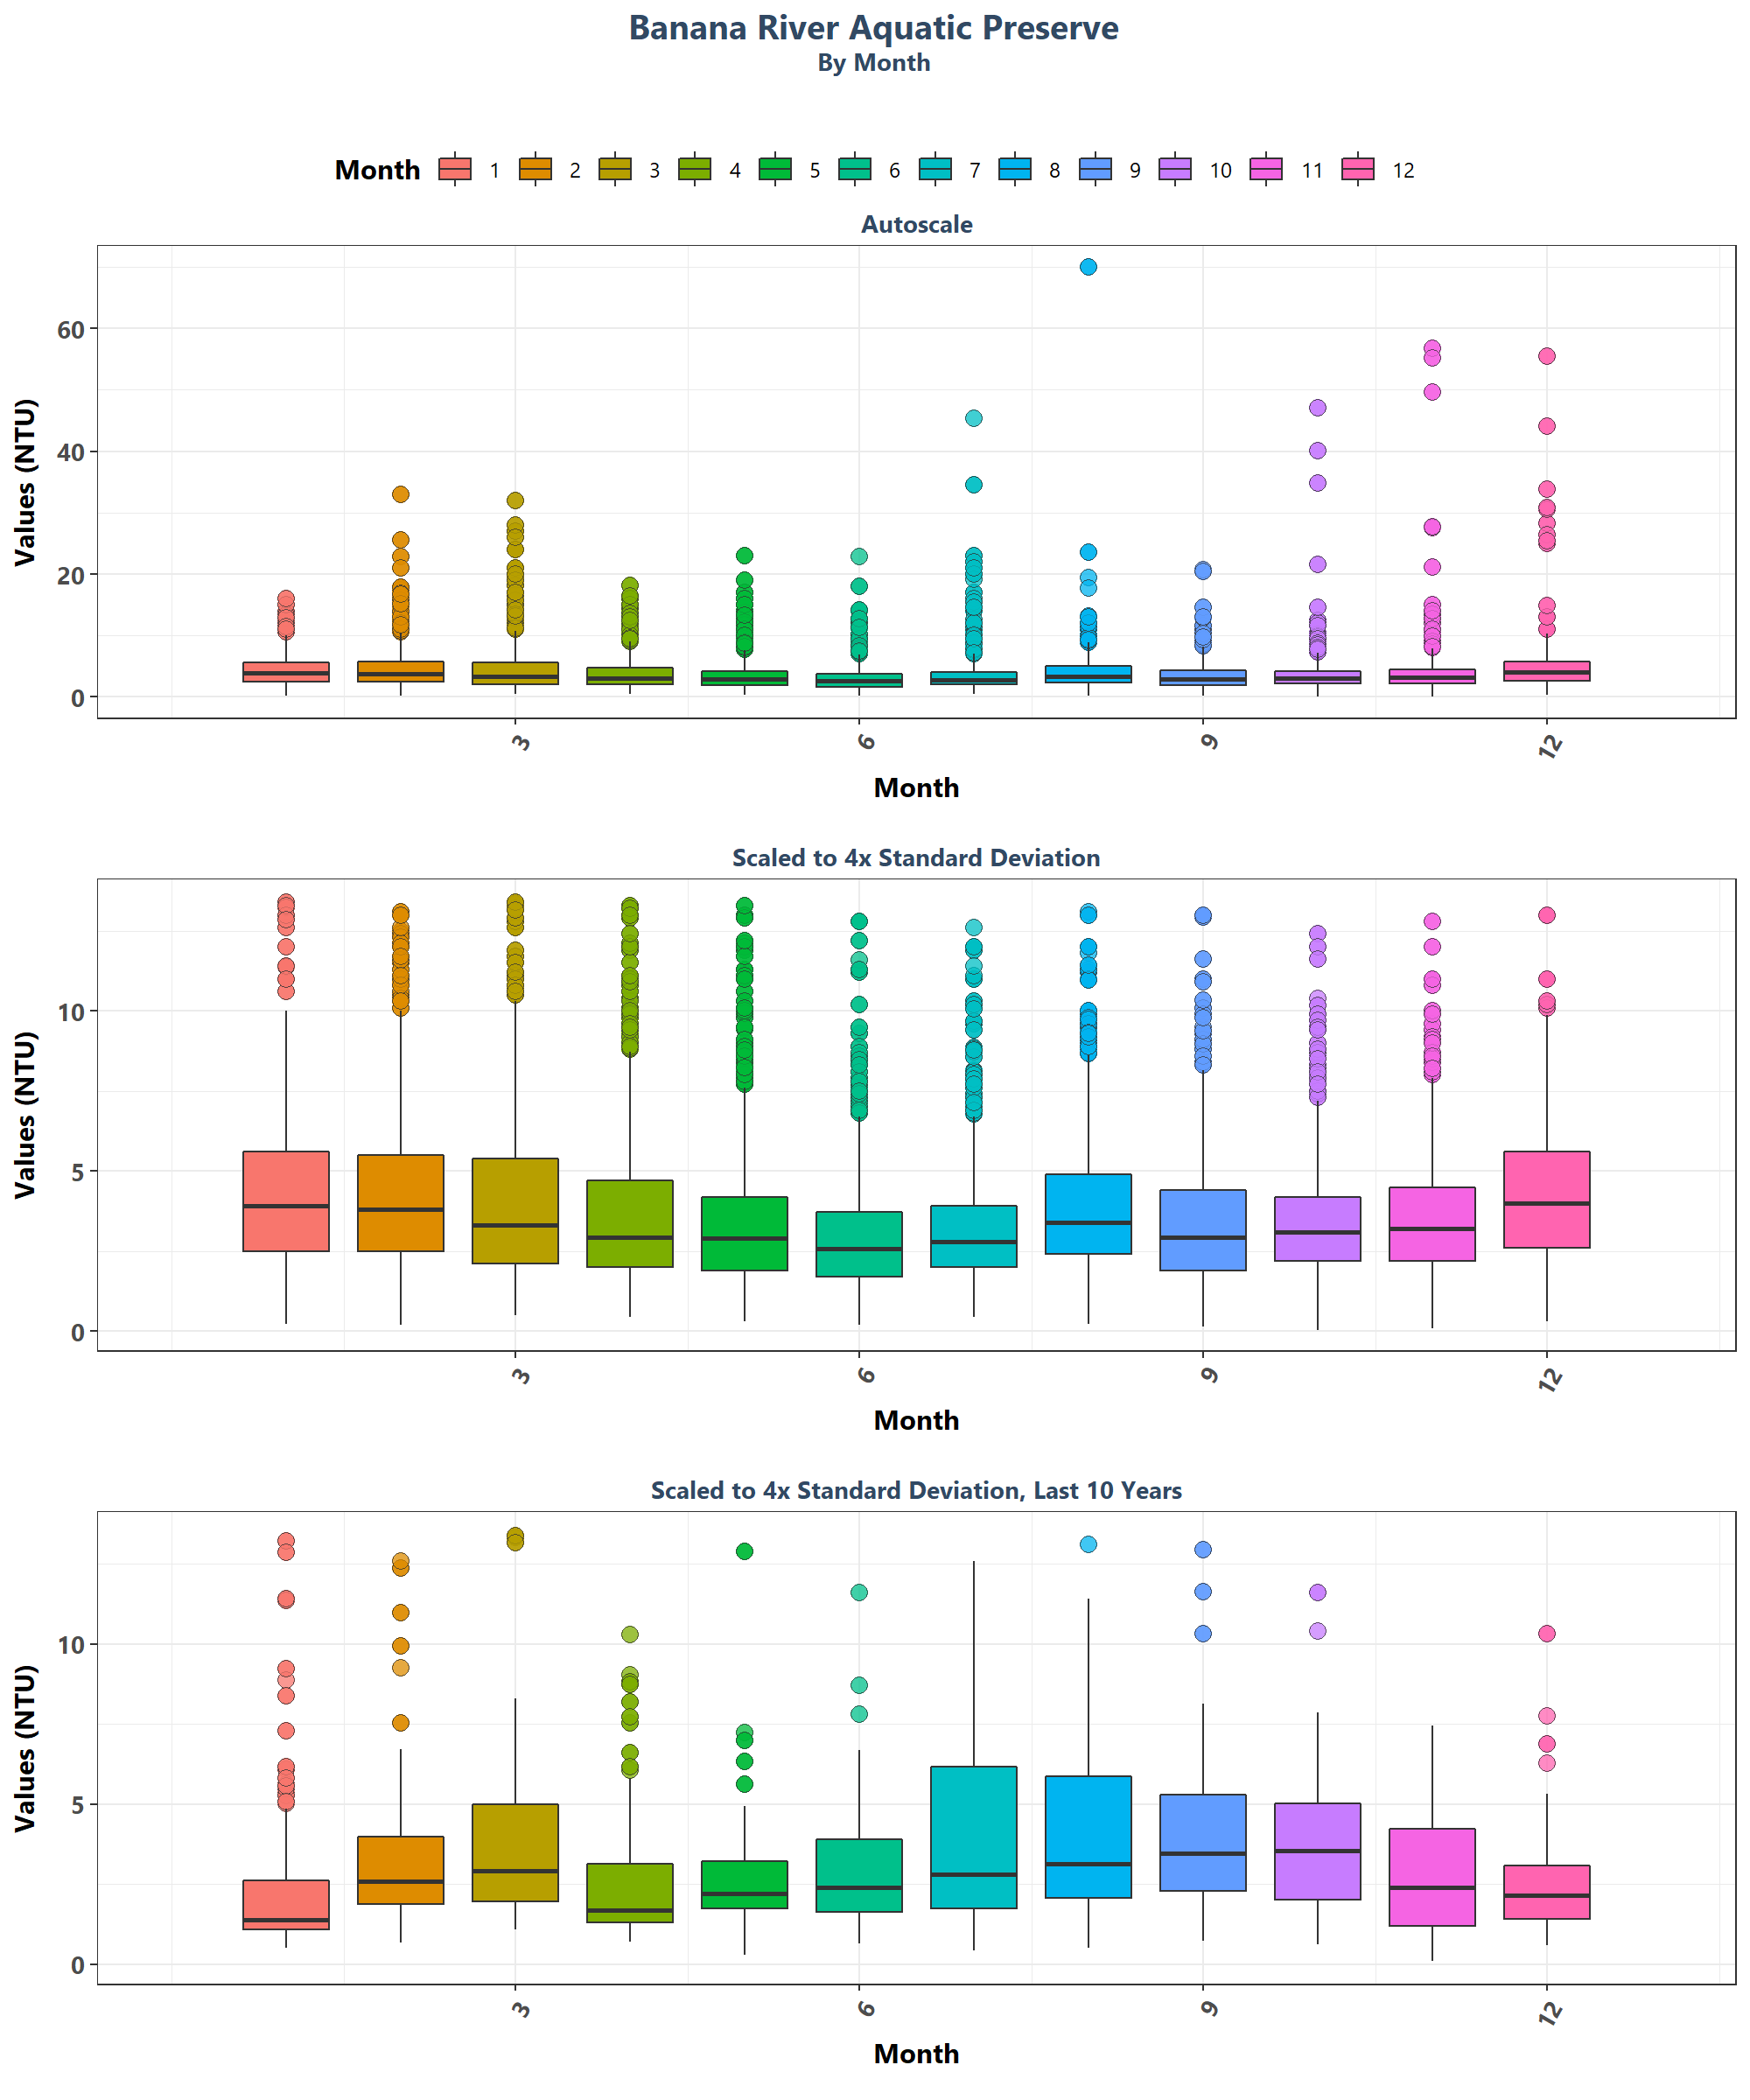 Banana River Aquatic Preserve
By Month
Month 1 2 3 4 5 6 7 8 9 10 11 12
Autoscale
Values (NTU)
60
40
20
0
3 6 9 12
Month
Scaled to 4x Standard Deviation
Values (NTU)
10
5
0
3 6 9 12
Month
Scaled to 4x Standard Deviation, Last 10 Years
Values (NTU)
10
5
0
3 6 9 12
Month